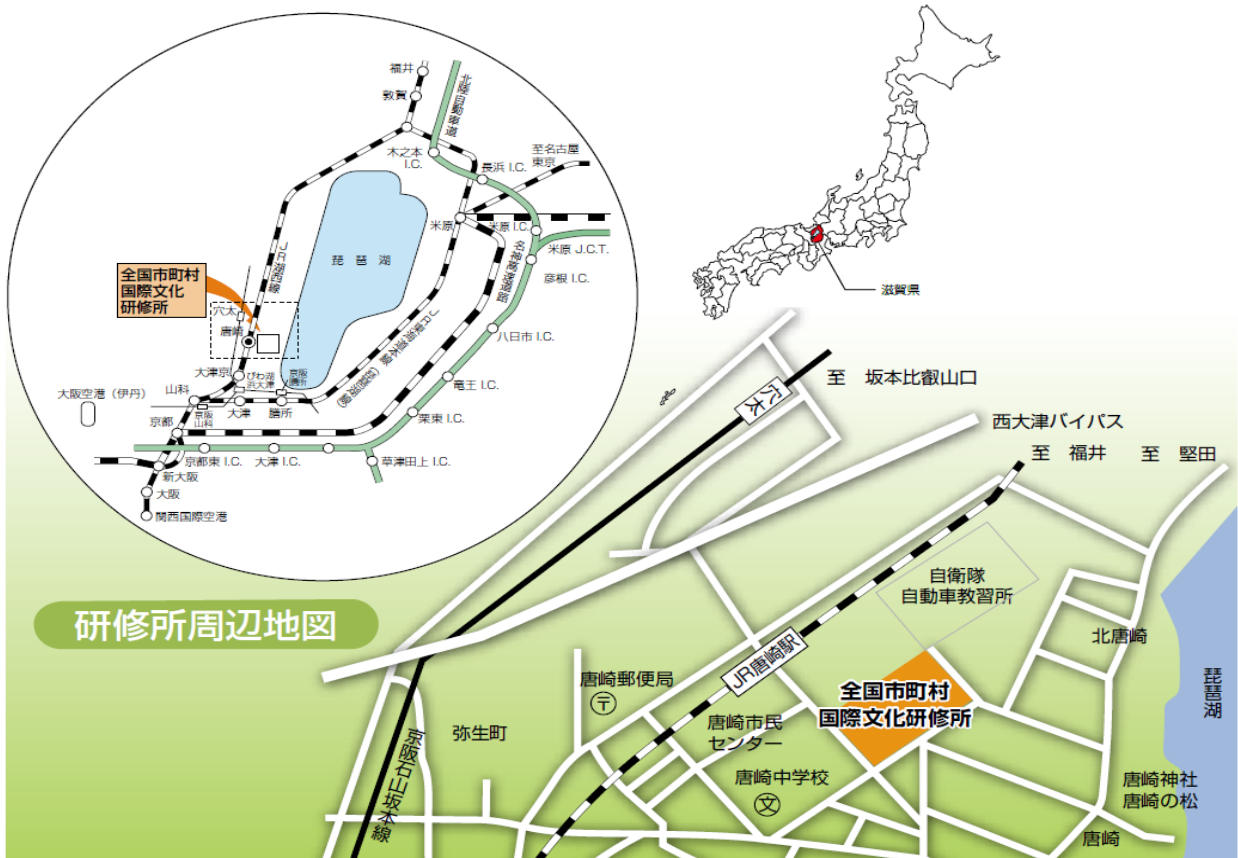 福井
敦賀
北陸自動車道
木之本
I.C.
長浜 I.C.
至名古屋
東京
米原
米原 I.C.
米原 J.C.T.
名神高速道路
彦根 I.C.
琵琶湖
JR湖西線
全国市町村
国際文化
研修所
穴太
唐崎
八日市 I.C.
JR東海道本線(琵琶湖線)
大津京
びわ湖
浜大津
京阪
膳所
竜王 I.C.
大阪空港(伊丹)
山科
京阪
山科
大津
膳所
栗東 I.C.
京都
京都東 I.C.
大津 I.C.
草津田上 I.C.
新大阪
大阪
関西国際空港
滋賀県
研修所周辺地図
穴太
至 坂本比叡山口
西大津バイパス
至 福井
至 堅田
自衛隊
自動車教習所
北唐崎
琵琶湖
JR唐崎駅
唐崎郵便局
〒
全国市町村
国際文化研修所
弥生町
唐崎市民
センター
京阪石山坂本線
唐崎中学校
文
唐崎神社
唐崎の松
唐崎